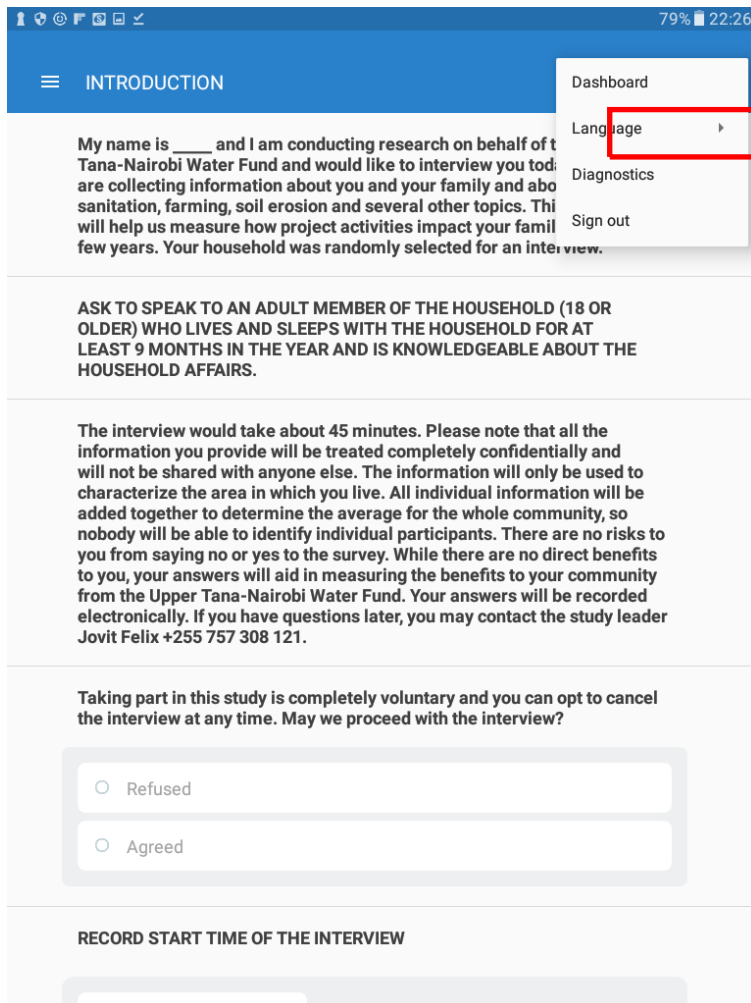 79% 22:26
INTRODUCTION
Dashboard
Language
Diagnostics
Sign out
My name is ____ and I am conducting research on behalf of t
Tana-Nairobi Water Fund and would like to interview you tod
are collecting information about you and your family and abo
sanitation, farming, soil erosion and several other topics. Thi
will help us measure how project activities impact your famil
few years. Your household was randomly selected for an interview.
ASK TO SPEAK TO AN ADULT MEMBER OF THE HOUSEHOLD (18 OR
OLDER) WHO LIVES AND SLEEPS WITH THE HOUSEHOLD FOR AT
LEAST 9 MONTHS IN THE YEAR AND IS KNOWLEDGEABLE ABOUT THE
HOUSEHOLD AFFAIRS.
The interview would take about 45 minutes. Please note that all the
information you provide will be treated completely confidentially and
will not be shared with anyone else. The information will only be used to
characterize the area in which you live. All individual information will be
added together to determine the average for the whole community, so
nobody will be able to identify individual participants. There are no risks to
you from saying no or yes to the survey. While there are no direct benefits
to you, your answers will aid in measuring the benefits to your community
from the Upper Tana-Nairobi Water Fund. Your answers will be recorded
electronically. If you have questions later, you may contact the study leader
Jovit Felix +255 757 308 121.
Taking part in this study is completely voluntary and you can opt to cancel
the interview at any time. May we proceed with the interview?
Refused
Agreed
RECORD START TIME OF THE INTERVIEW